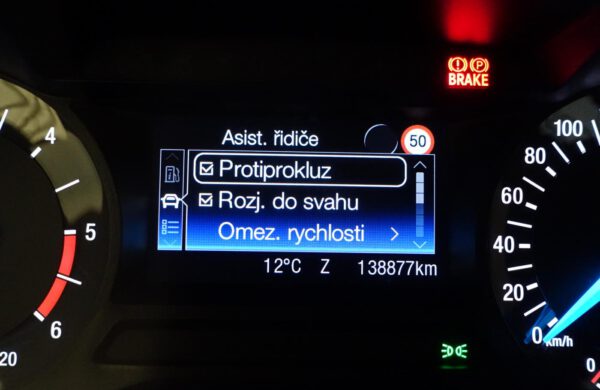 BRAKE
Asist. řidiče 50
Protiprokluz
Rozj. do svahu
Omez. rychlosti
12°C Z 138877km
4
5
6
20
100
80
60
40
20
0
km/h
0